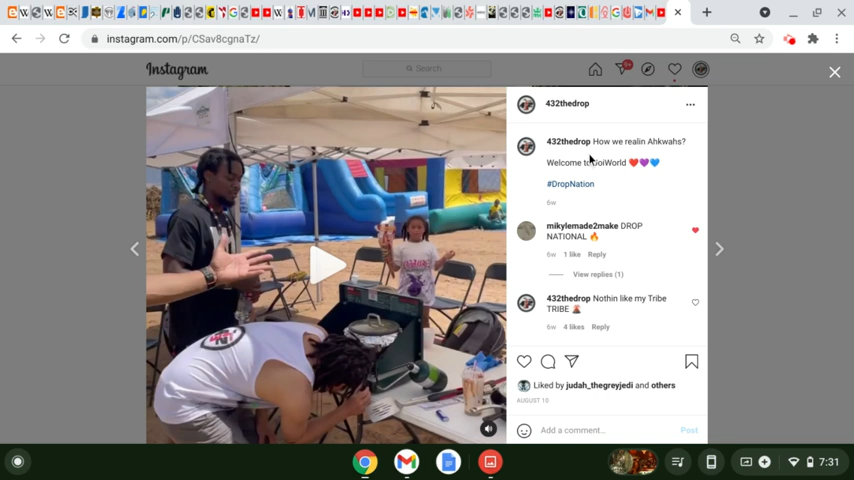 instagram.com/p/CSav8cgnaTz/
Instagram
Search
432thedrop
432thedrop How we realin Ahkwahs?
#DropNation
6w
mikylemade2make DROP
NATIONAL 🔥
6w 1 like Reply
View replies (1)
432thedrop Nothin like my Tribe
TRIBE 🌋
6w 4 likes Reply
Welcome to JoiWorld ❤️💜💙
Liked by judah_thegreyjedi and others
AUGUST 10
Add a comment... Post
7:31